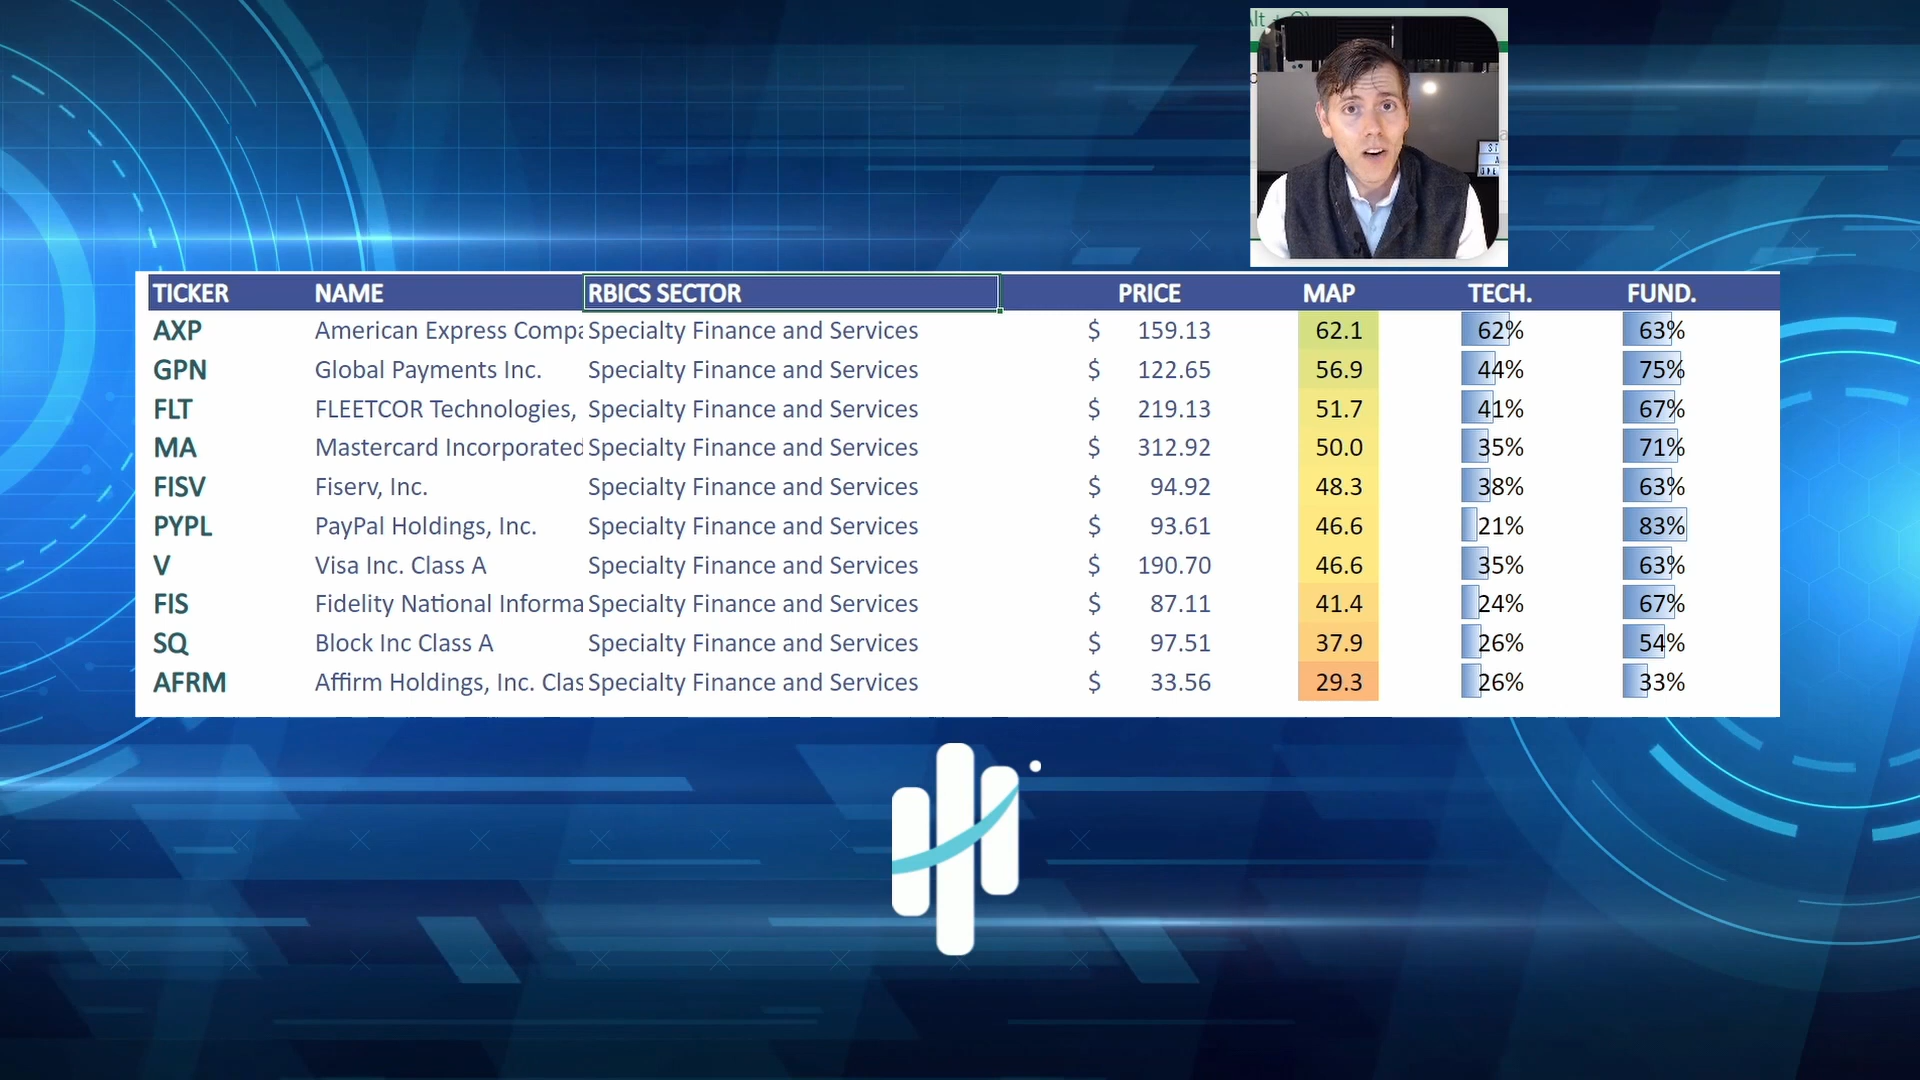 Alt + Q)
ST
A
OPE
TICKER NAME RBICS SECTOR PRICE MAP TECH. FUND.
AXP American Express Compa Specialty Finance and Services $ 159.13 62.1 62% 63%
GPN Global Payments Inc. Specialty Finance and Services $ 122.65 56.9 44% 75%
FLT FLEETCOR Technologies, Specialty Finance and Services $ 219.13 51.7 41% 67%
MA Mastercard Incorporated Specialty Finance and Services $ 312.92 50.0 35% 71%
FISV Fiserv, Inc. Specialty Finance and Services $ 94.92 48.3 38% 63%
PYPL PayPal Holdings, Inc. Specialty Finance and Services $ 93.61 46.6 21% 83%
V Visa Inc. Class A Specialty Finance and Services $ 190.70 46.6 35% 63%
FIS Fidelity National Informa Specialty Finance and Services $ 87.11 41.4 24% 67%
SQ Block Inc Class A Specialty Finance and Services $ 97.51 37.9 26% 54%
AFRM Affirm Holdings, Inc. Clas Specialty Finance and Services $ 33.56 29.3 26% 33%